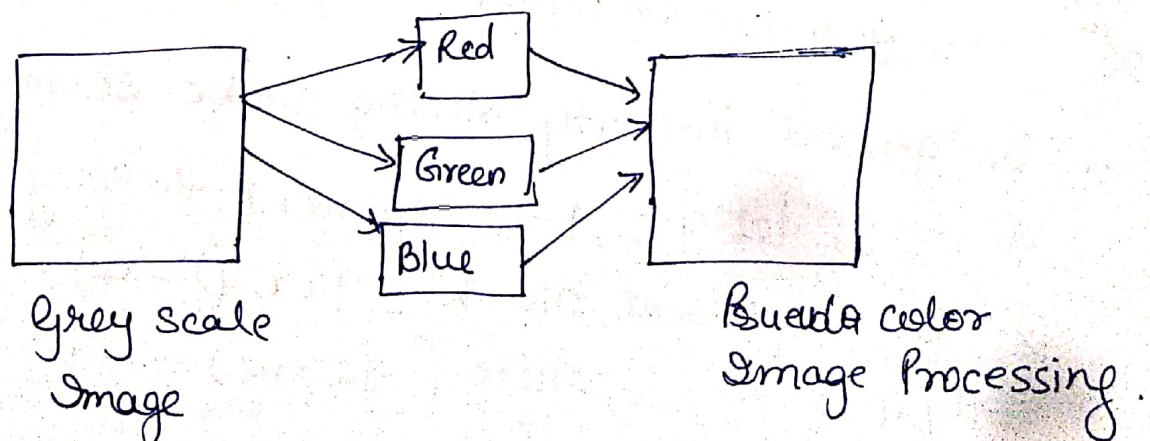 Red
Green
Blue
Grey scale
Image
color
Image Processing.